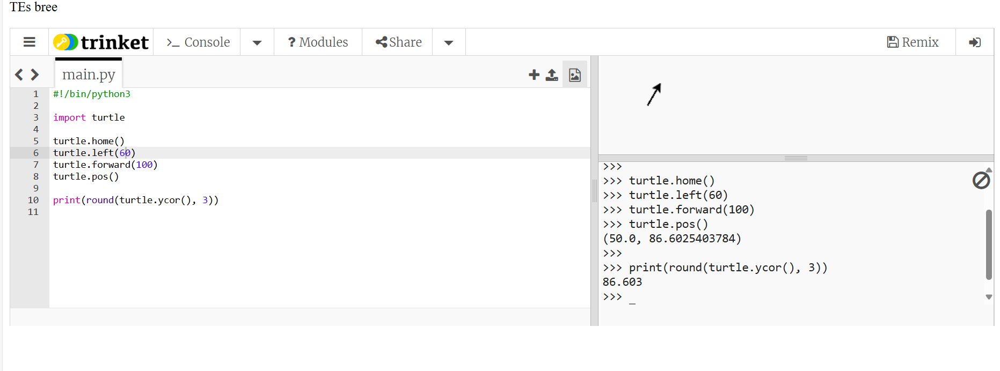 TEs bree
trinket
>_ Console
? Modules
Share
Remix
main.py
1 #!/bin/python3
2
3 import turtle
4
5 turtle.home()
6 turtle.left(60)
7 turtle.forward(100)
8 turtle.pos()
9
10 print(round(turtle.ycor(), 3))
11
>>>
>>> turtle.home()
>>> turtle.left(60)
>>> turtle.forward(100)
>>> turtle.pos()
(50.0, 86.6025403784)
>>>
>>> print(round(turtle.ycor(), 3))
86.603
>>> _